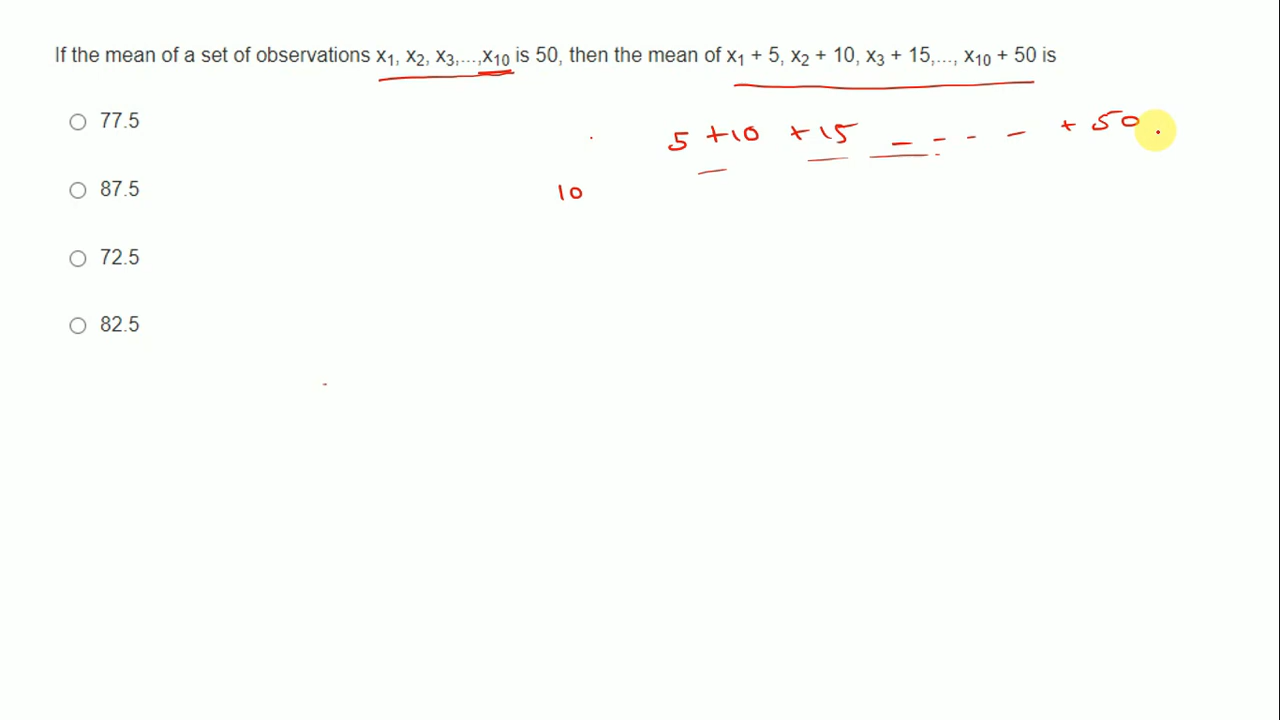 If the mean of a set of observations x₁, x₂, x₃,...,x₁₀ is 50, then the mean of x₁ + 5, x₂ + 10, x₃ + 15,..., x₁₀ + 50 is
77.5
5 + 10 + 15 _ - - - + 50
87.5
10
72.5
82.5